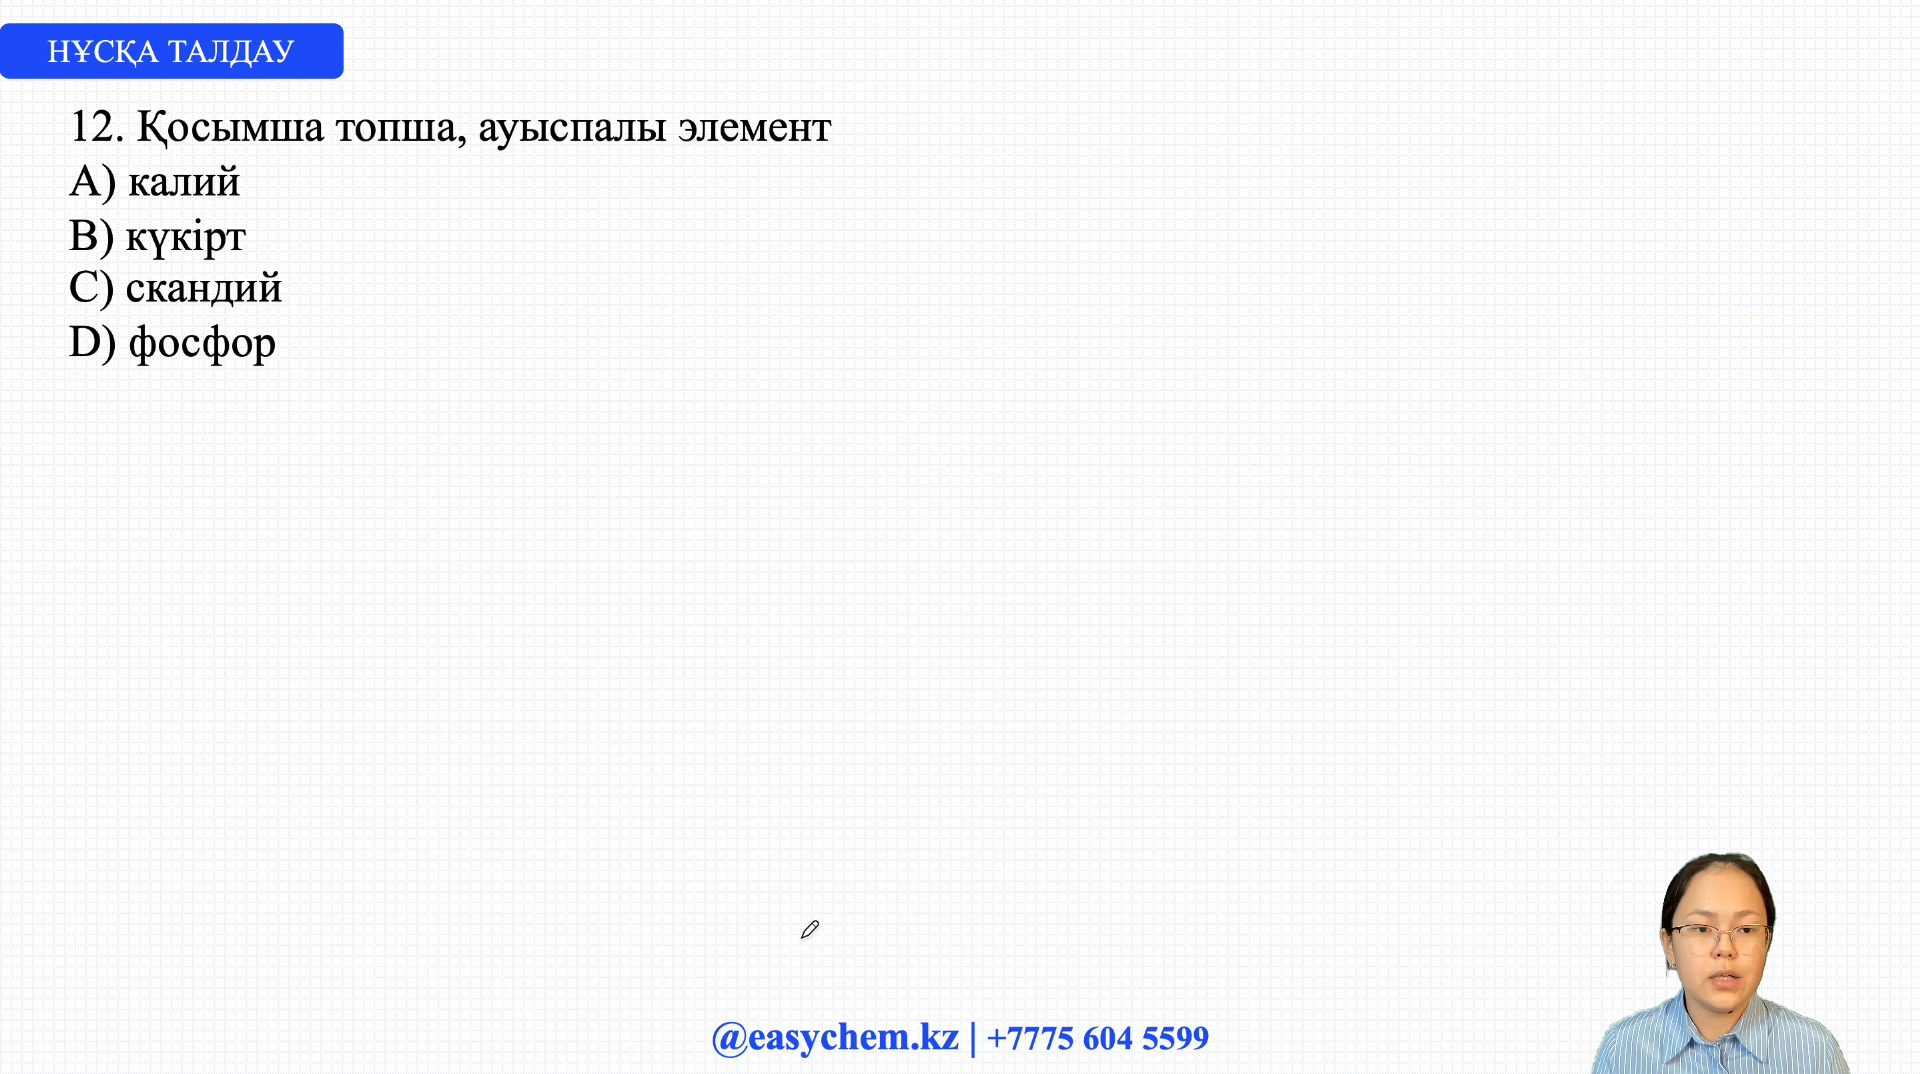 НҰСҚА ТАЛДАУ
12. Қосымша топша, ауыспалы элемент
A) калий
B) күкірт
C) скандий
D) фосфор
@easychem.kz | +7775 604 5599